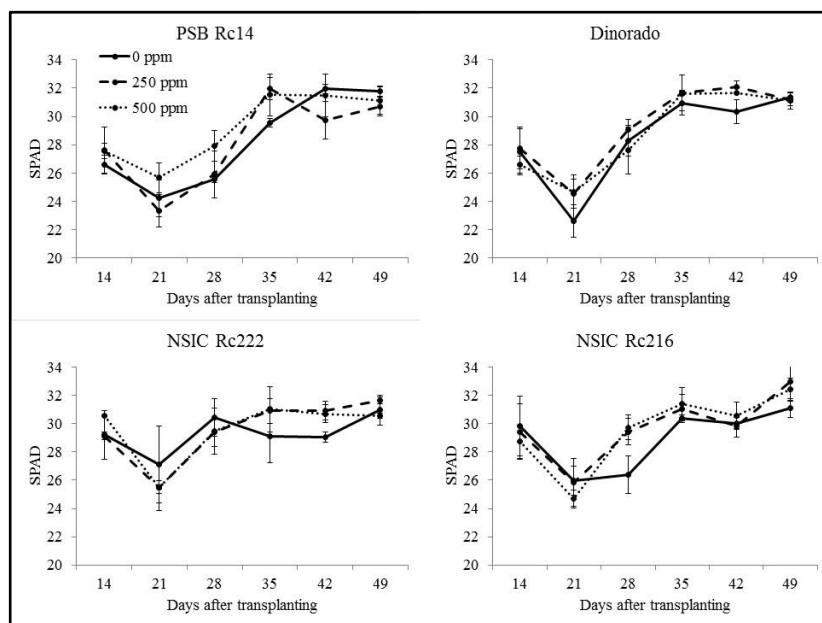 PSB Rc14
0 ppm
250 ppm
500 ppm
SPAD
34
32
30
28
26
24
22
20
14 21 28 35 42 49
Days after transplanting
Dinorado
SPAD
34
32
30
28
26
24
22
20
14 21 28 35 42 49
Days after transplanting
NSIC Rc222
SPAD
34
32
30
28
26
24
22
20
14 21 28 35 42 49
Days after transplanting
NSIC Rc216
SPAD
34
32
30
28
26
24
22
20
14 21 28 35 42 49
Days after transplanting